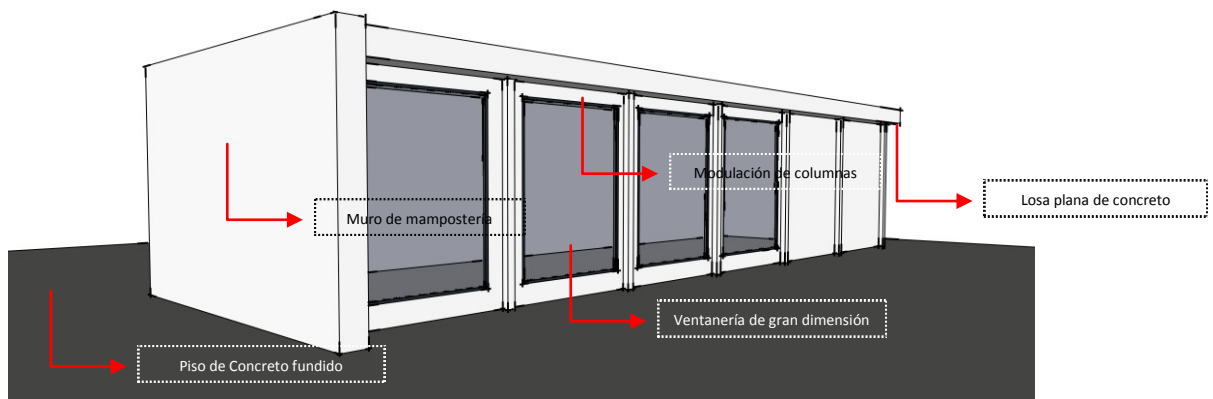 Modulación de columnas
Losa plana de concreto
Muro de mampostería
Ventanería de gran dimensión
Piso de Concreto fundido